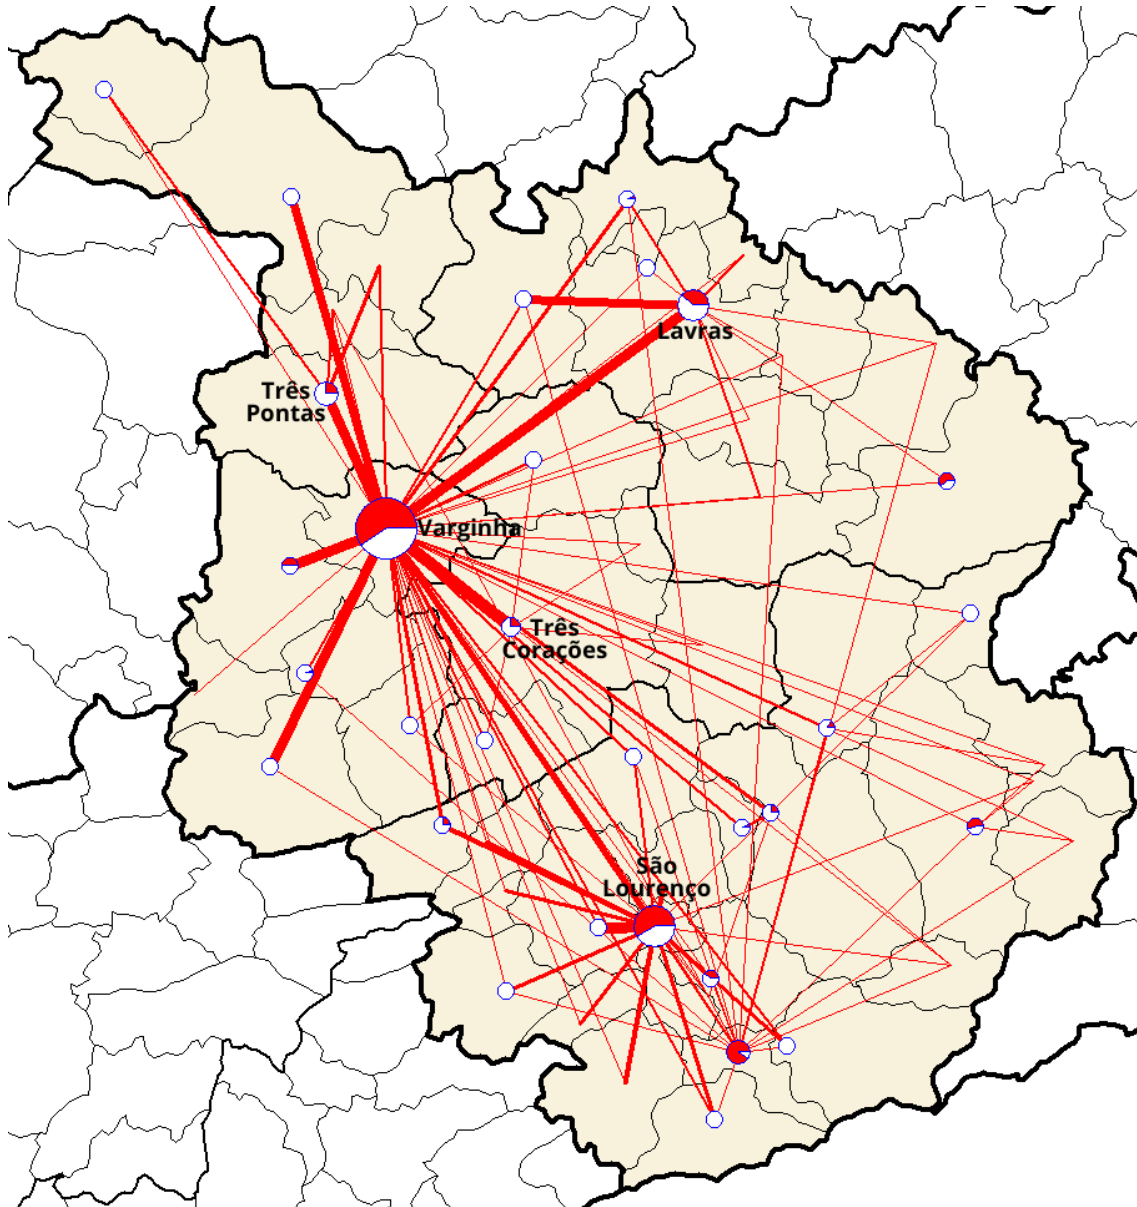 Lavras
Três
Pontas
Varginha
Três
Corações
São
Lourenço